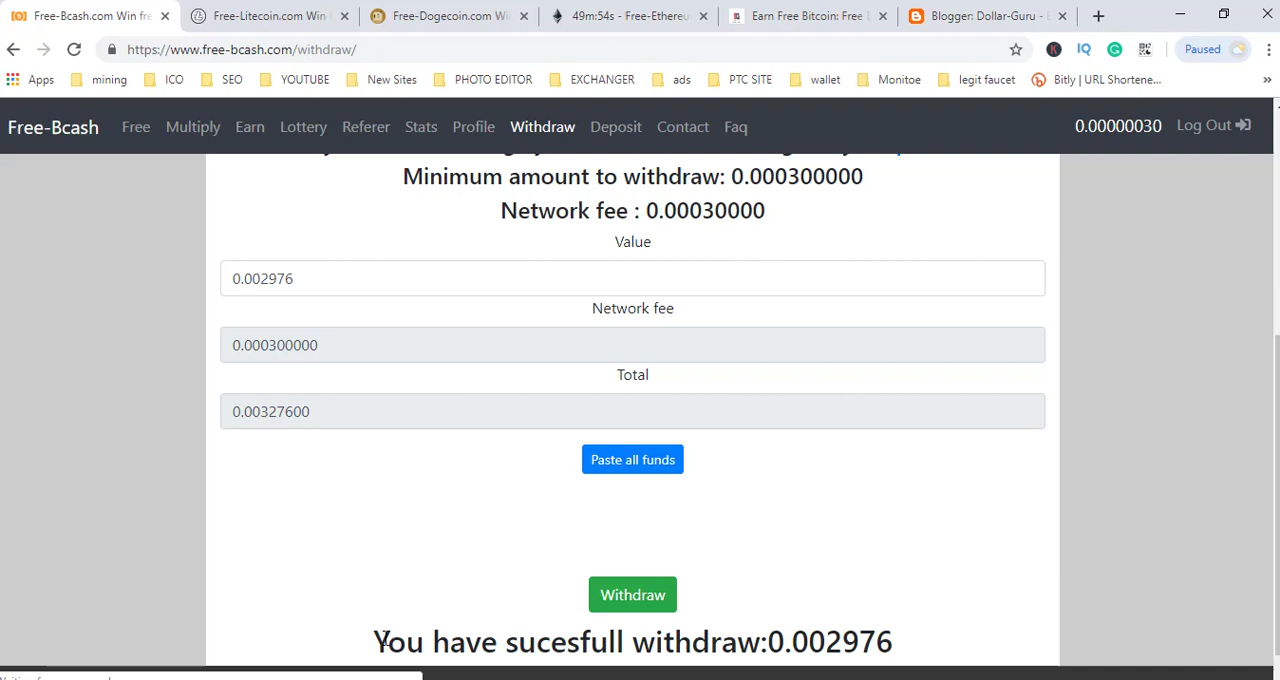 Free-Bcash.com Win fre
Free-Litecoin.com Win
Free-Dogecoin.com Wi
49m:54s - Free-Ethereu
Earn Free Bitcoin: Free
Blogger: Dollar-Guru -
https://www.free-bcash.com/withdraw/
IQ
Paused
Apps
mining
ICO
SEO
YOUTUBE
New Sites
PHOTO EDITOR
EXCHANGER
ads
PTC SITE
wallet
Monitoe
legit faucet
Bitly | URL Shortene...
Free-Bcash
Free
Multiply
Earn
Lottery
Referer
Stats
Profile
Withdraw
Deposit
Contact
Faq
0.00000030
Log Out
Minimum amount to withdraw: 0.000300000
Network fee : 0.00030000
Value
0.002976
Network fee
0.000300000
Total
0.00327600
Paste all funds
Withdraw
You have sucesfull withdraw:0.002976